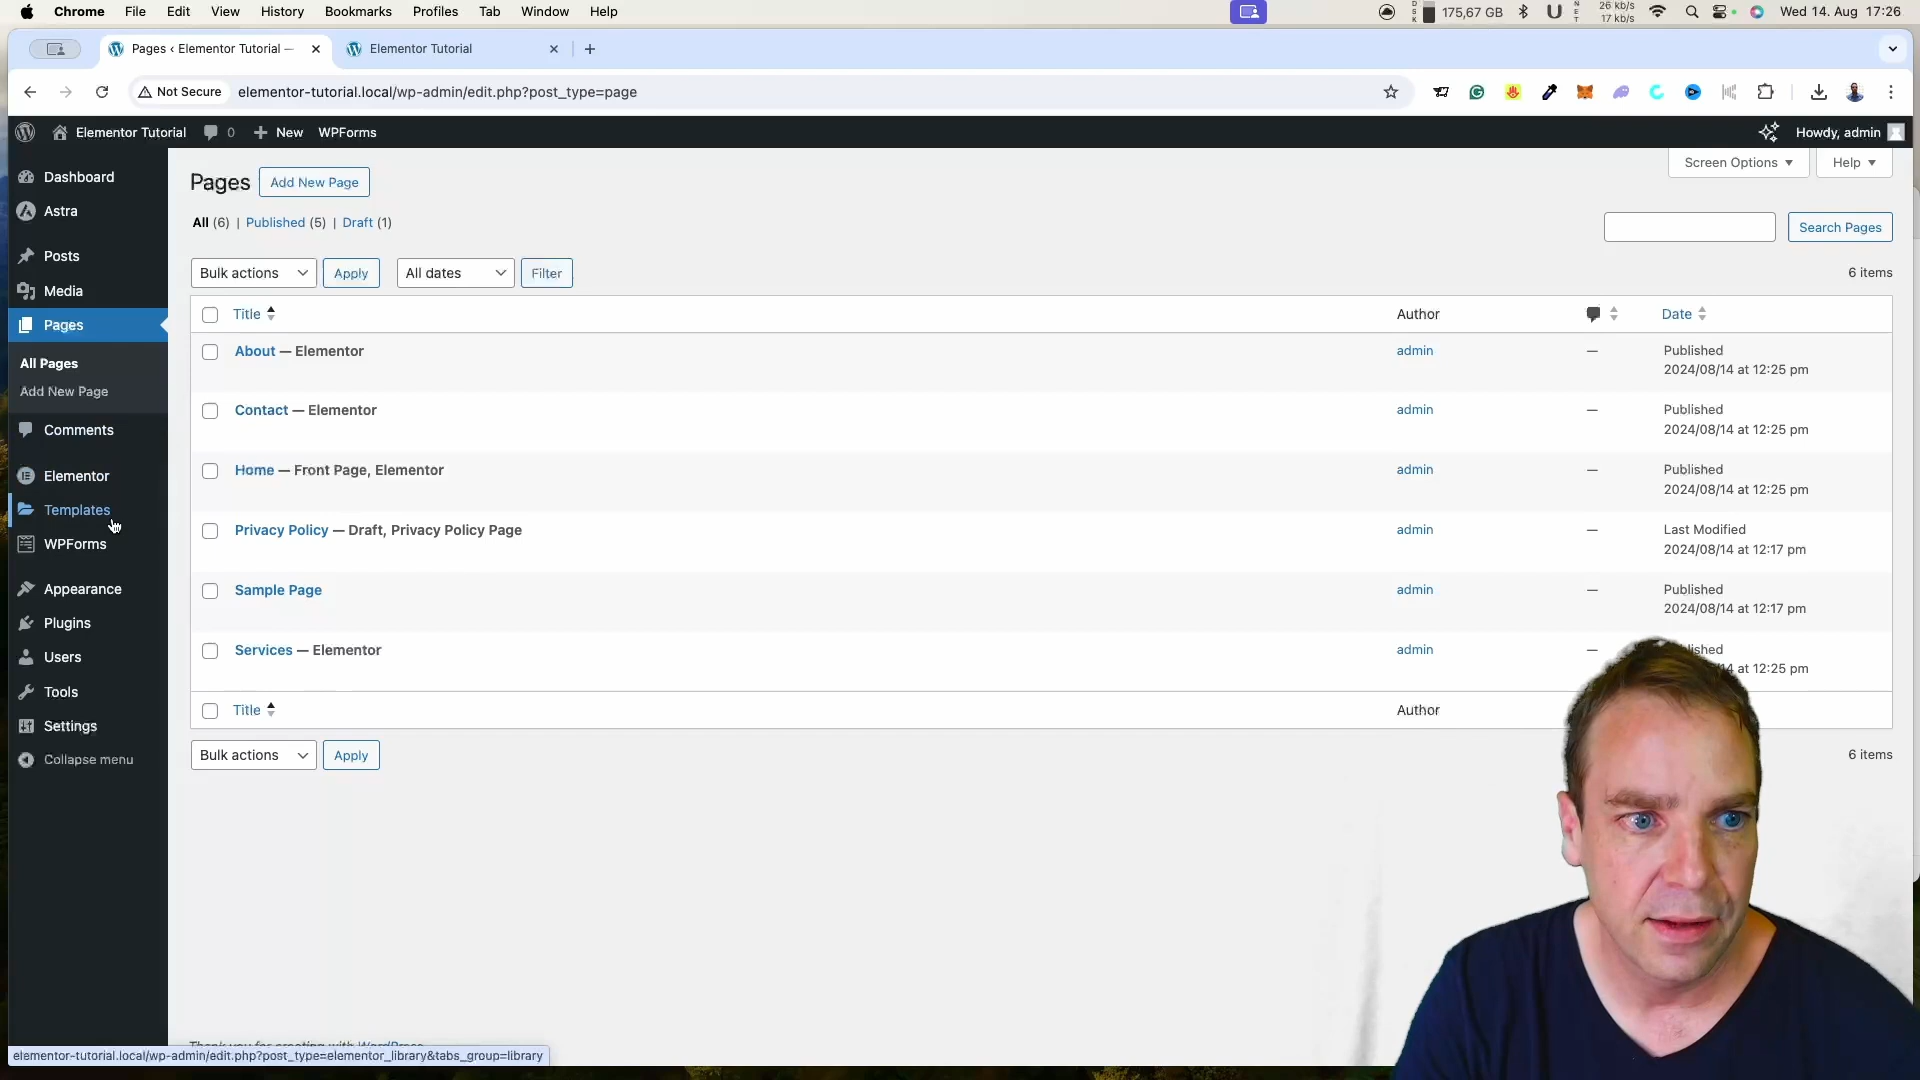 Chrome File Edit View History Bookmarks Profiles Tab Window Help 175,67 GB 26 kb/s 17 kb/s Wed 14. Aug 17:26
Pages ‹ Elementor Tutorial — Elementor Tutorial
Not Secure elementor-tutorial.local/wp-admin/edit.php?post_type=page
Elementor Tutorial 0 New WPForms Howdy, admin
Screen Options Help
Dashboard
Astra
Posts
Media
Pages
All Pages
Add New Page
Comments
Elementor
Templates
WPForms
Appearance
Plugins
Users
Tools
Settings
Collapse menu
Pages Add New Page
All (6) | Published (5) | Draft (1)
Search Pages
Bulk actions Apply All dates Filter 6 items
Title Author Date
About — Elementor admin — Published
2024/08/14 at 12:25 pm
Contact — Elementor admin — Published
2024/08/14 at 12:25 pm
Home — Front Page, Elementor admin — Published
2024/08/14 at 12:25 pm
Privacy Policy — Draft, Privacy Policy Page admin — Last Modified
2024/08/14 at 12:17 pm
Sample Page admin — Published
2024/08/14 at 12:17 pm
Services — Elementor admin —
at 12:25 pm
Title Author
Bulk actions Apply 6 items
elementor-tutorial.local/wp-admin/edit.php?post_type=elementor_library&tabs_group=library